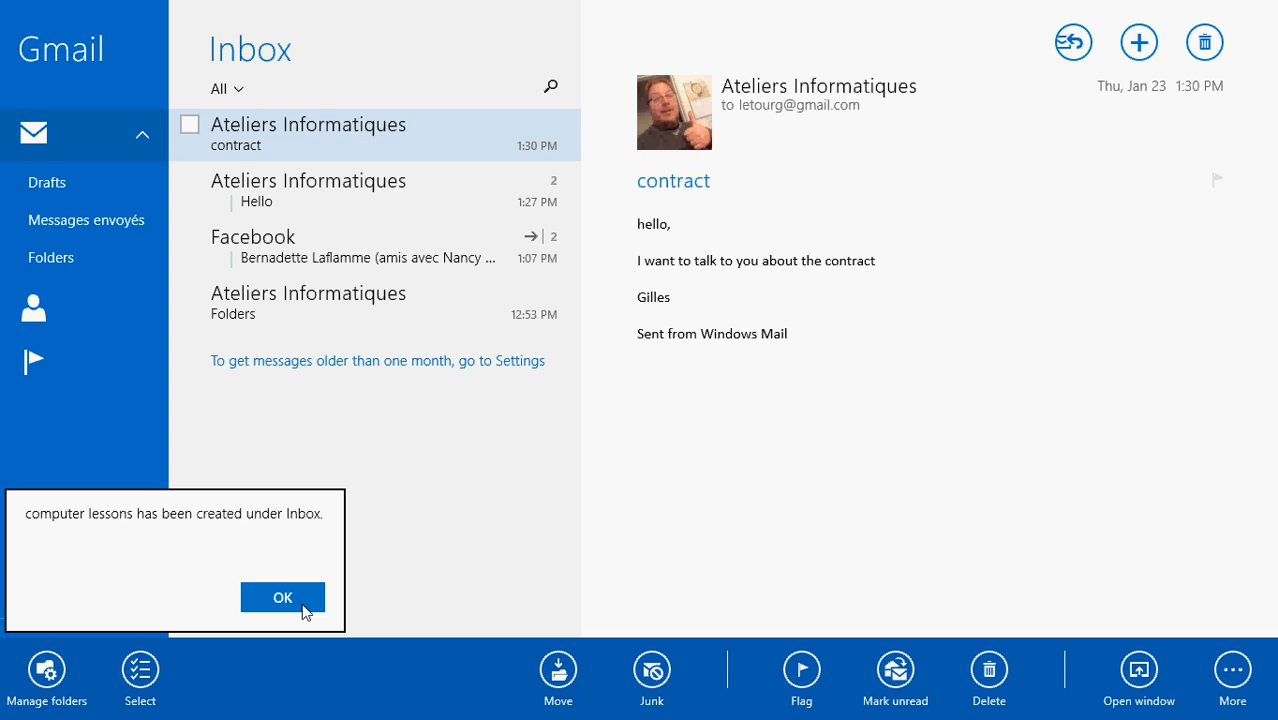 Gmail
Drafts
Messages envoyés
Folders
Inbox
All
Ateliers Informatiques
contract 1:30 PM
Ateliers Informatiques 2
Hello 1:27 PM
Facebook 2
Bernadette Laflamme (amis avec Nancy ... 1:07 PM
Ateliers Informatiques
Folders 12:53 PM
To get messages older than one month, go to Settings
Ateliers Informatiques Thu, Jan 23 1:30 PM
to letourg@gmail.com
contract
hello,
I want to talk to you about the contract
Gilles
Sent from Windows Mail
computer lessons has been created under Inbox.
OK
Manage folders Select Move Junk Flag Mark unread Delete Open window More